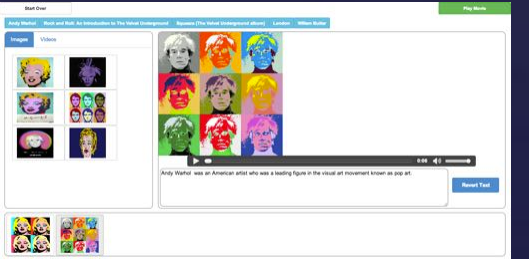 Start Over
Play Movie
Andy Warhol Rock and Roll: An Introduction to The Velvet Underground Squeeze (The Velvet Underground album) London William Butler
Images Videos
0:06
Andy Warhol was an American artist who was a leading figure in the visual art movement known as pop art.
Revert Text